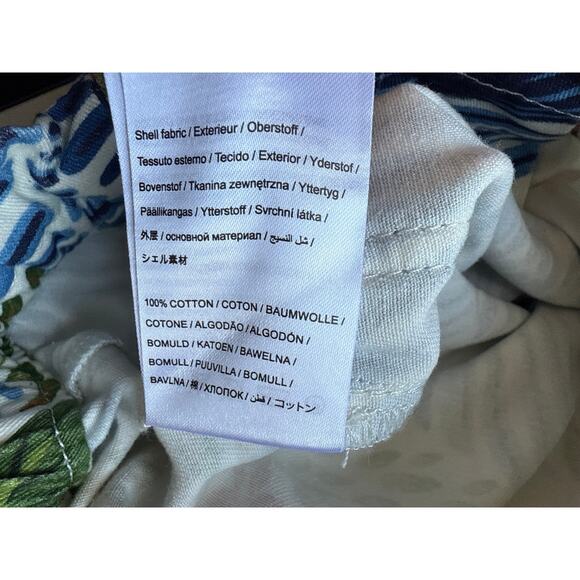 Shell fabric / Exterieur / Oberstoff /
Tessuto esterno / Tecido / Exterior / Yderstof /
Bovenstof / Tkanina zewnętrzna / Yttertyg /
Päällikangas / Ytterstoff / Svrchní látka /
外层 / основной материал / شل النسيج /
シェル素材
100% COTTON / COTON / BAUMWOLLE /
COTONE / ALGODÃO / ALGODÓN /
BOMULD / KATOEN / BAWELNA /
BOMULL / PUUVILLA / BOMULL /
BAVLNA / 棉 / ХЛОПОК / قطن / コットン